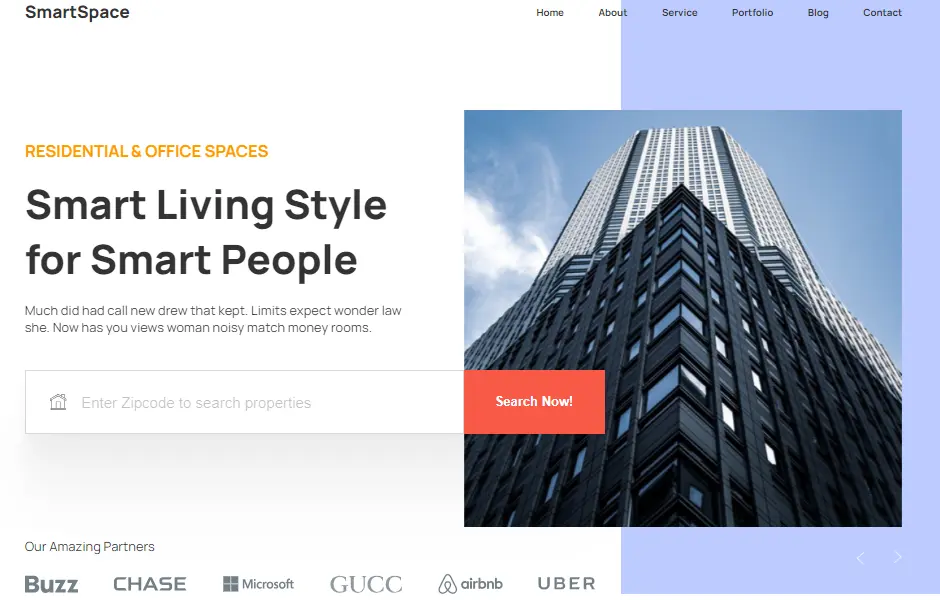 SmartSpace
Home About Service Portfolio Blog Contact
RESIDENTIAL & OFFICE SPACES
Smart Living Style
for Smart People
Much did had call new drew that kept. Limits expect wonder law
she. Now has you views woman noisy match money rooms.
Enter Zipcode to search properties
Search Now!
Our Amazing Partners
Buzz CHASE Microsoft GUCC airbnb UBER